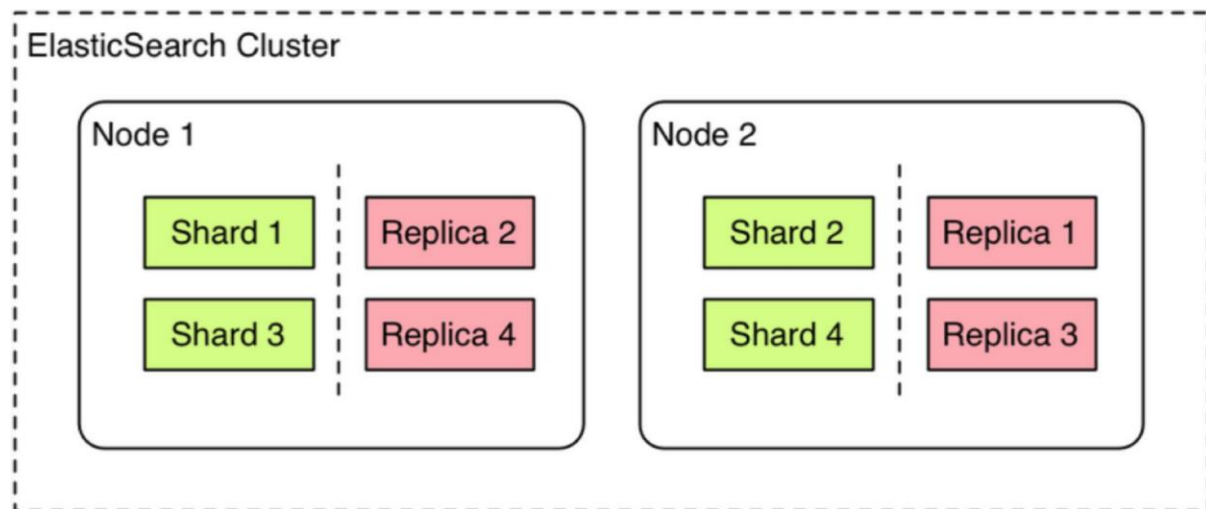 ElasticSearch Cluster
Node 1
Shard 1
Replica 2
Shard 3
Replica 4
Node 2
Shard 2
Replica 1
Shard 4
Replica 3